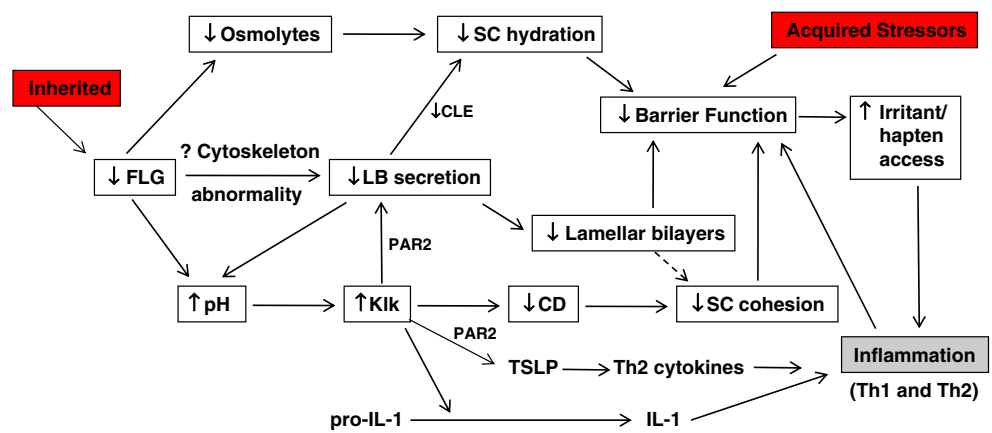 ↓ Osmolytes
↓ SC hydration
Acquired Stressors
Inherited
↓CLE
↓ Barrier Function
↑ Irritant/
hapten
access
? Cytoskeleton
abnormality
↓ FLG
↓LB secretion
↓ Lamellar bilayers
PAR2
↑ pH
↑Klk
↓CD
↓SC cohesion
PAR2
TSLP
Th2 cytokines
Inflammation
(Th1 and Th2)
pro-IL-1
IL-1